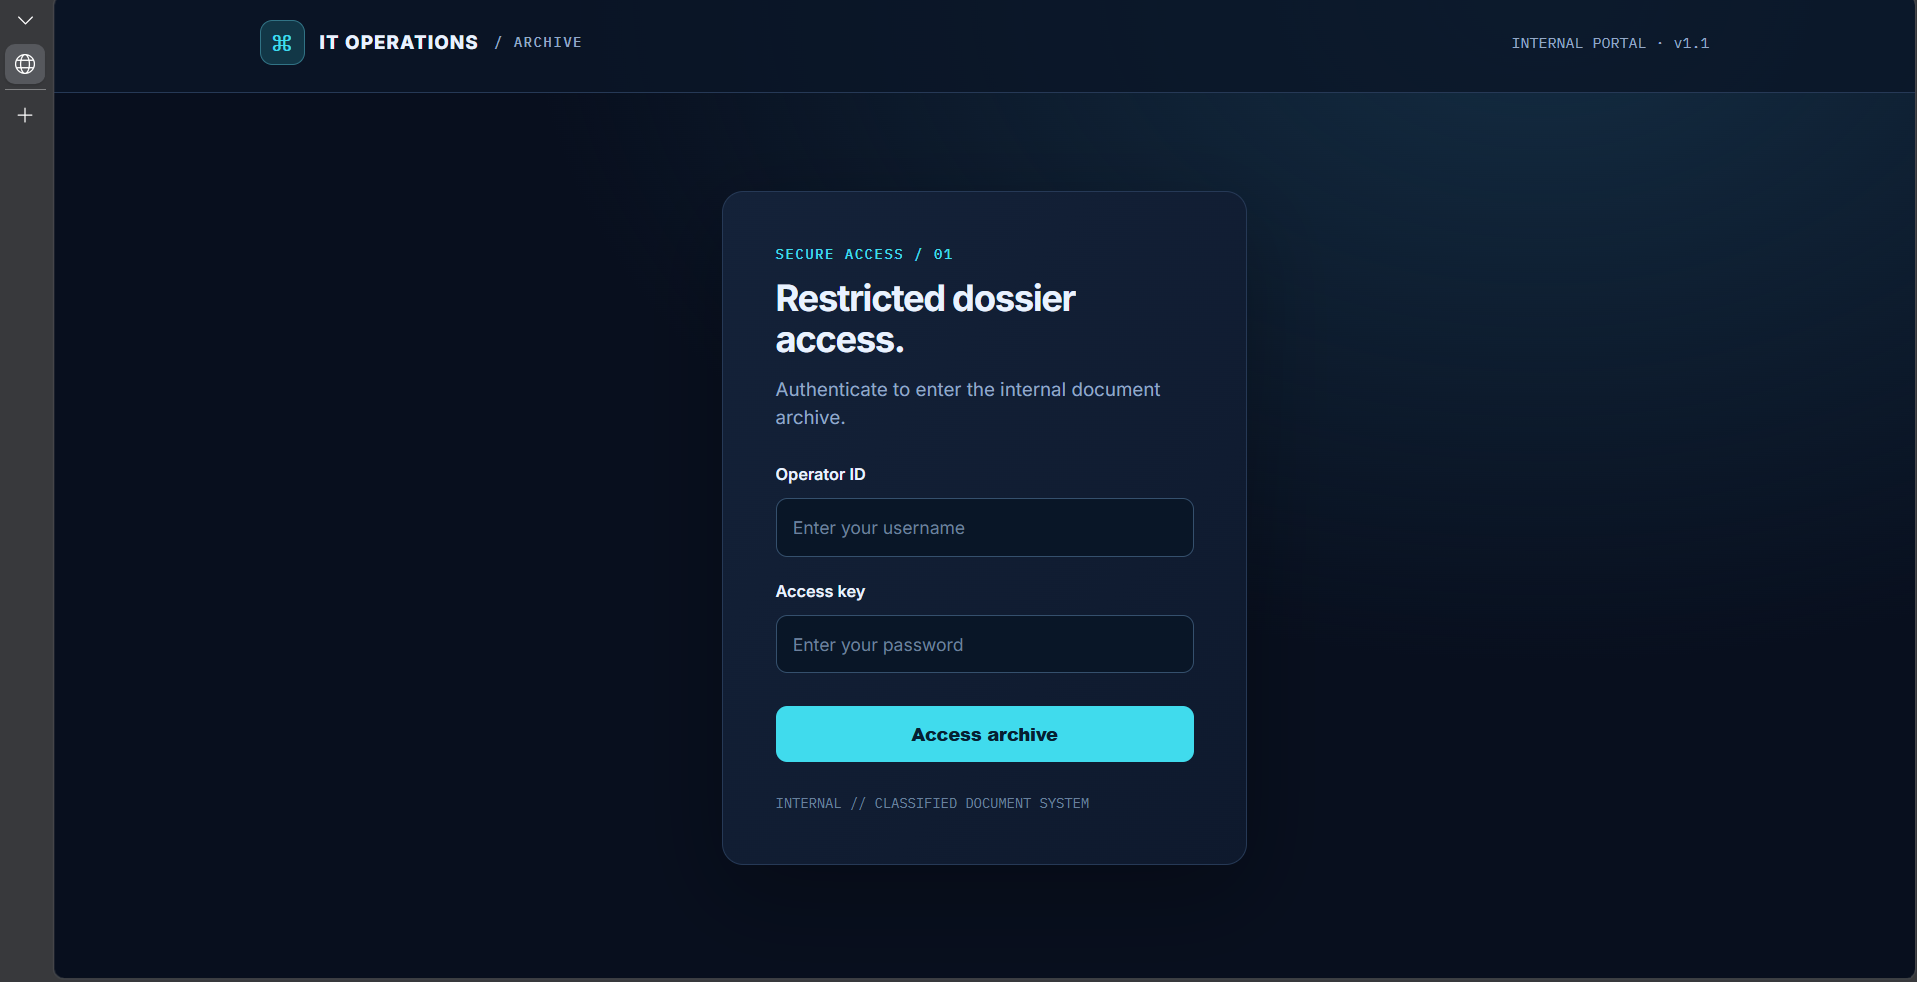 ⌘ IT OPERATIONS / ARCHIVE
INTERNAL PORTAL · v1.1
SECURE ACCESS / 01
Restricted dossier
access.
Authenticate to enter the internal document
archive.
Operator ID
Enter your username
Access key
Enter your password
Access archive
INTERNAL // CLASSIFIED DOCUMENT SYSTEM